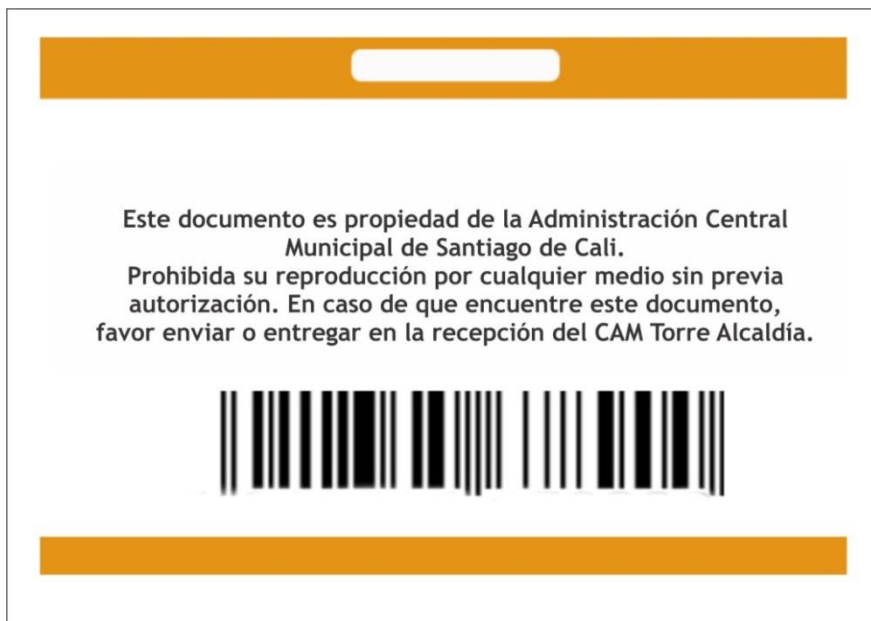 Este documento es propiedad de la Administración Central
Municipal de Santiago de Cali.
Prohibida su reproducción por cualquier medio sin previa
autorización. En caso de que encuentre este documento,
favor enviar o entregar en la recepción del CAM Torre Alcaldía.